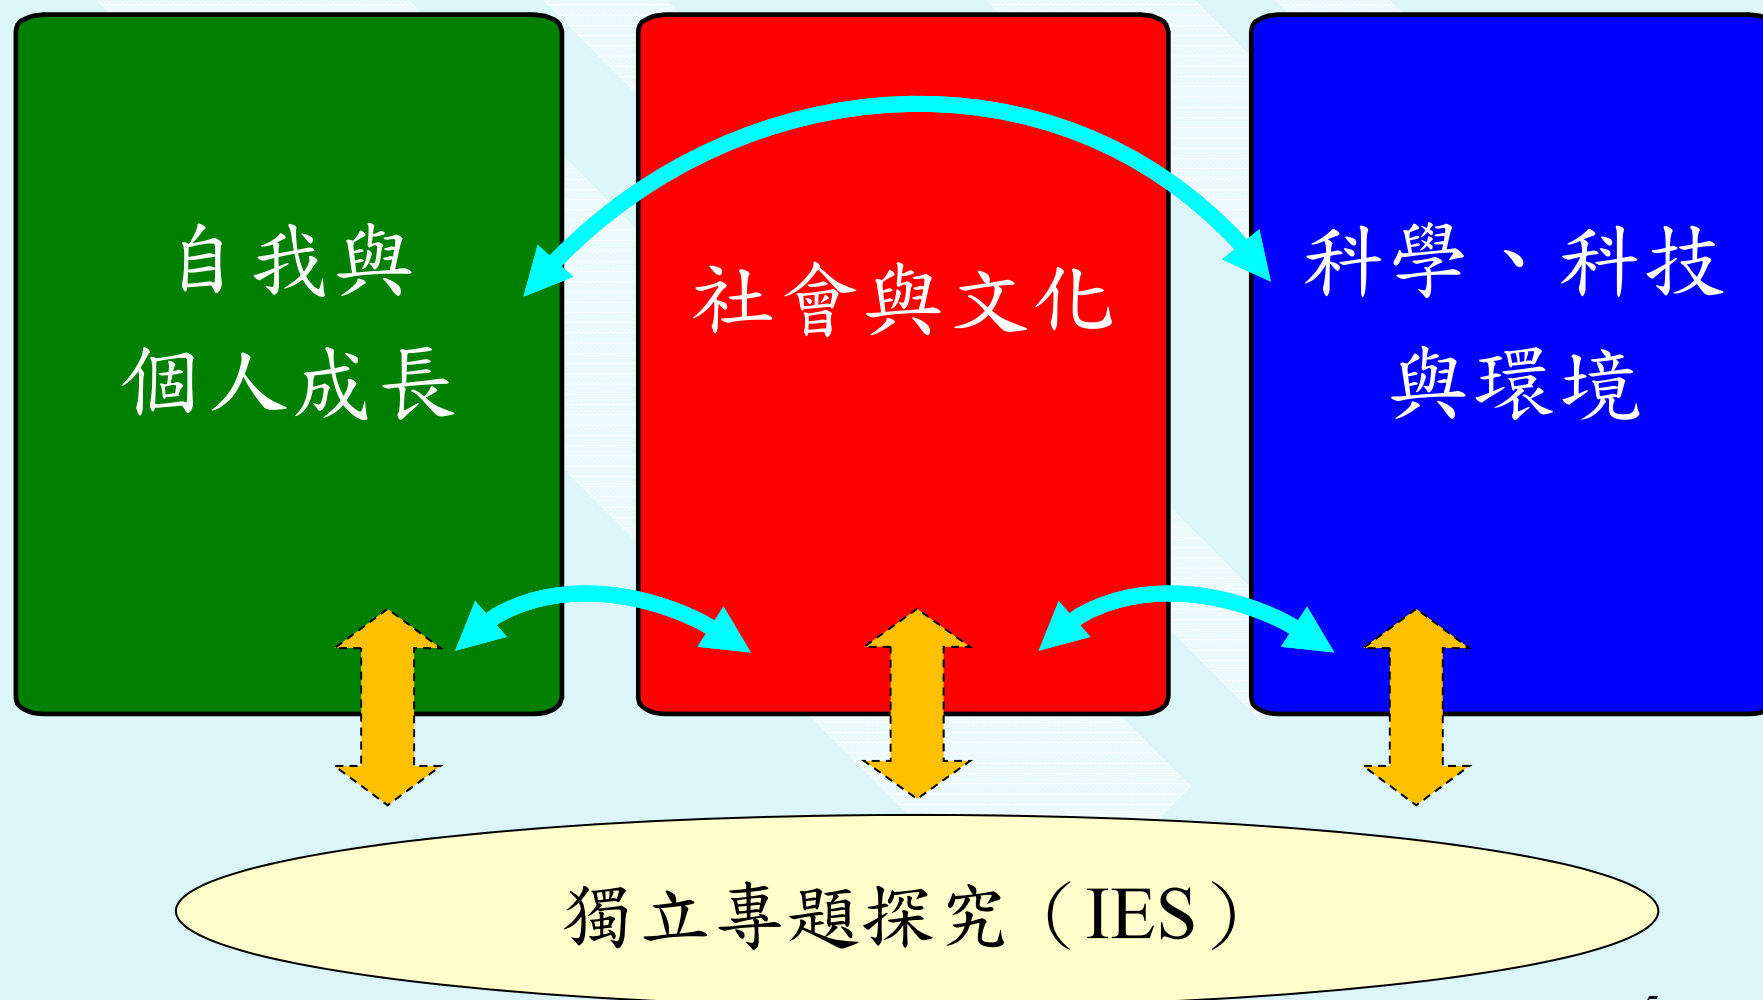 自我與
個人成長
社會與文化
科學、科技
與環境
獨立專題探究（IES）